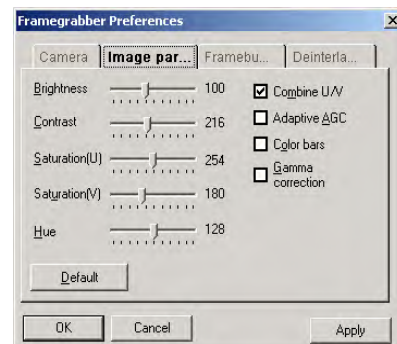 Framegrabber Preferences
Camera Image par... Framebu... Deinterla...
Brightness 100 Combine U/V
Contrast 216 Adaptive AGC
Saturation(U) 254 Color bars
Saturation(V) 180 Gamma correction
Hue 128
Default
OK Cancel Apply